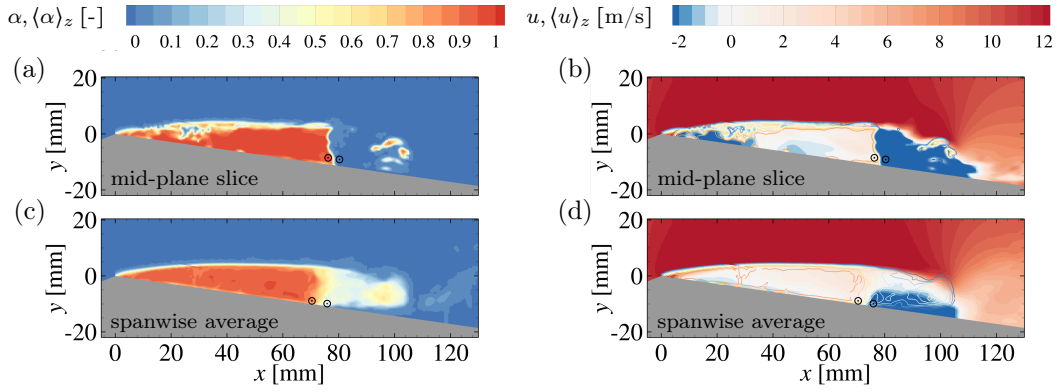 α, ⟨α⟩z [-]
0 0.1 0.2 0.3 0.4 0.5 0.6 0.7 0.8 0.9 1
u, ⟨u⟩z [m/s]
-2 0 2 4 6 8 10 12
(a)
20
0
-20
y [mm]
mid-plane slice
(b)
20
0
-20
y [mm]
mid-plane slice
(c)
20
0
-20
y [mm]
spanwise average
0 20 40 60 80 100 120
x [mm]
(d)
20
0
-20
y [mm]
spanwise average
0 20 40 60 80 100 120
x [mm]